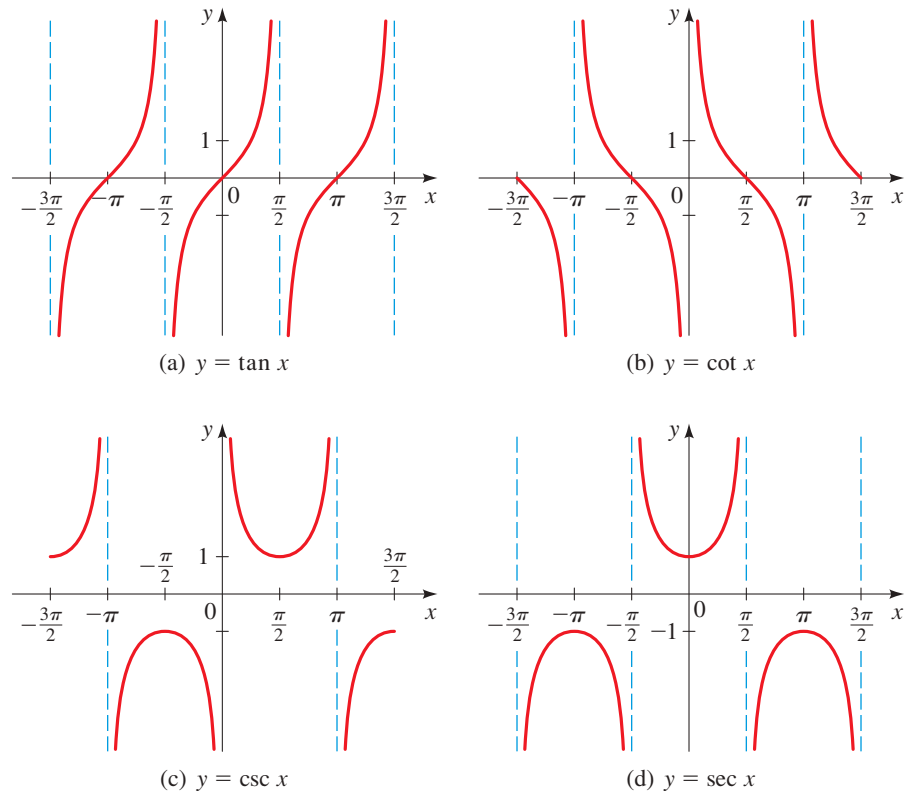 y
y
1
1
0
0
−3π/2 −π −π/2 π/2 π 3π/2 x
−3π/2 −π −π/2 π/2 π 3π/2 x
(a) y = tan x
(b) y = cot x
y
y
1
−π/2
3π/2
0
0
−3π/2 −π π/2 π x
−3π/2 −π −π/2 π/2 π 3π/2 x
−1
(c) y = csc x
(d) y = sec x